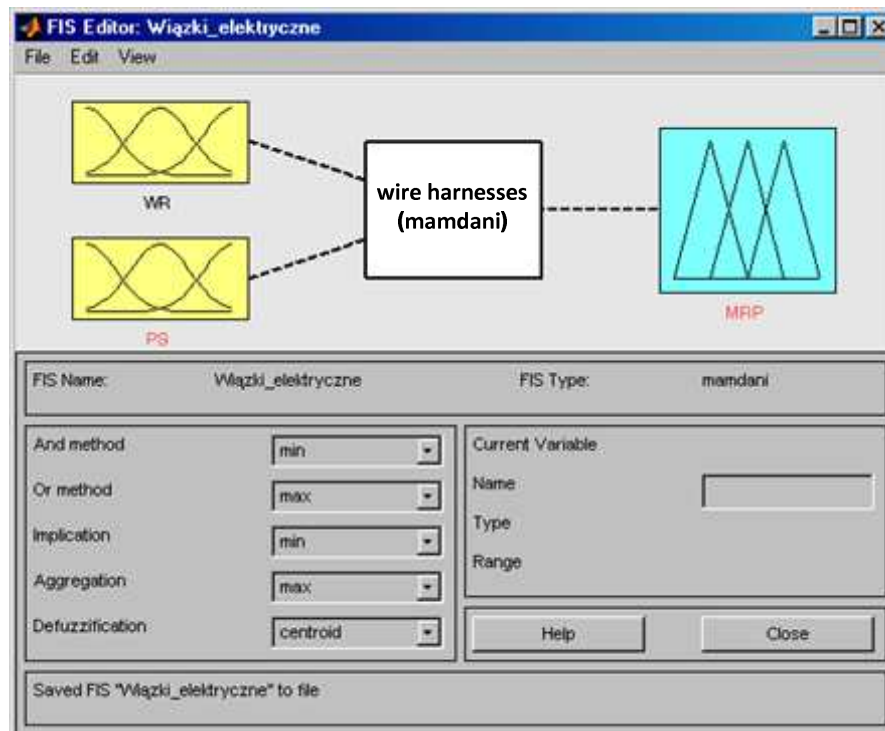 FIS Editor: Wiązki_elektryczne
File Edit View
WR
PS
wire harnesses
(mamdani)
MRP
FIS Name: Wiązki_elektryczne FIS Type: mamdani
And method min
Or method max
Implication min
Aggregation max
Defuzzification centroid
Current Variable
Name
Type
Range
Help Close
Saved FIS "Wiązki_elektryczne" to file